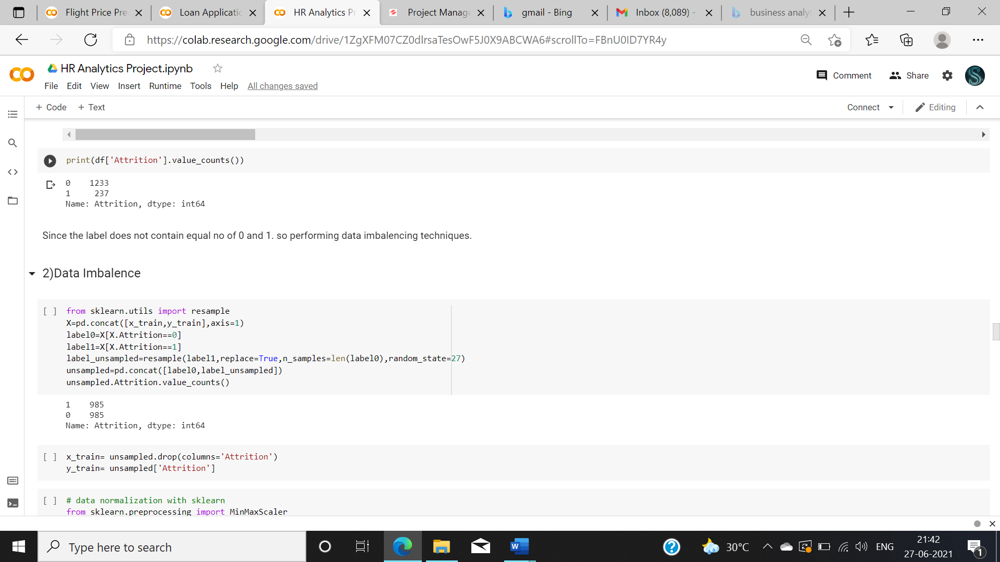 Flight Price Pre
Loan Applicatic
HR Analytics Pr
Project Manage
gmail - Bing
Inbox (8,089) -
business analyt
https://colab.research.google.com/drive/1ZgXFM07CZ0dIrsaTesOwF5J0X9ABCWA6#scrollTo=FBnU0ID7YR4y
HR Analytics Project.ipynb
Comment
Share
S
File Edit View Insert Runtime Tools Help All changes saved
+ Code + Text
Connect
Editing
print(df['Attrition'].value_counts())
0    1233
1     237
Name: Attrition, dtype: int64
Since the label does not contain equal no of 0 and 1. so performing data imbalencing techniques.
2)Data Imbalence
[ ] from sklearn.utils import resample
X=pd.concat([x_train,y_train],axis=1)
label0=X[X.Attrition==0]
label1=X[X.Attrition==1]
label_unsampled=resample(label1,replace=True,n_samples=len(label0),random_state=27)
unsampled=pd.concat([label0,label_unsampled])
unsampled.Attrition.value_counts()
1    985
0    985
Name: Attrition, dtype: int64
[ ] x_train= unsampled.drop(columns='Attrition')
y_train= unsampled['Attrition']
[ ] # data normalization with sklearn
from sklearn.preprocessing import MinMaxScaler
Type here to search
W
?
30°C
ENG
21:42
27-06-2021
1